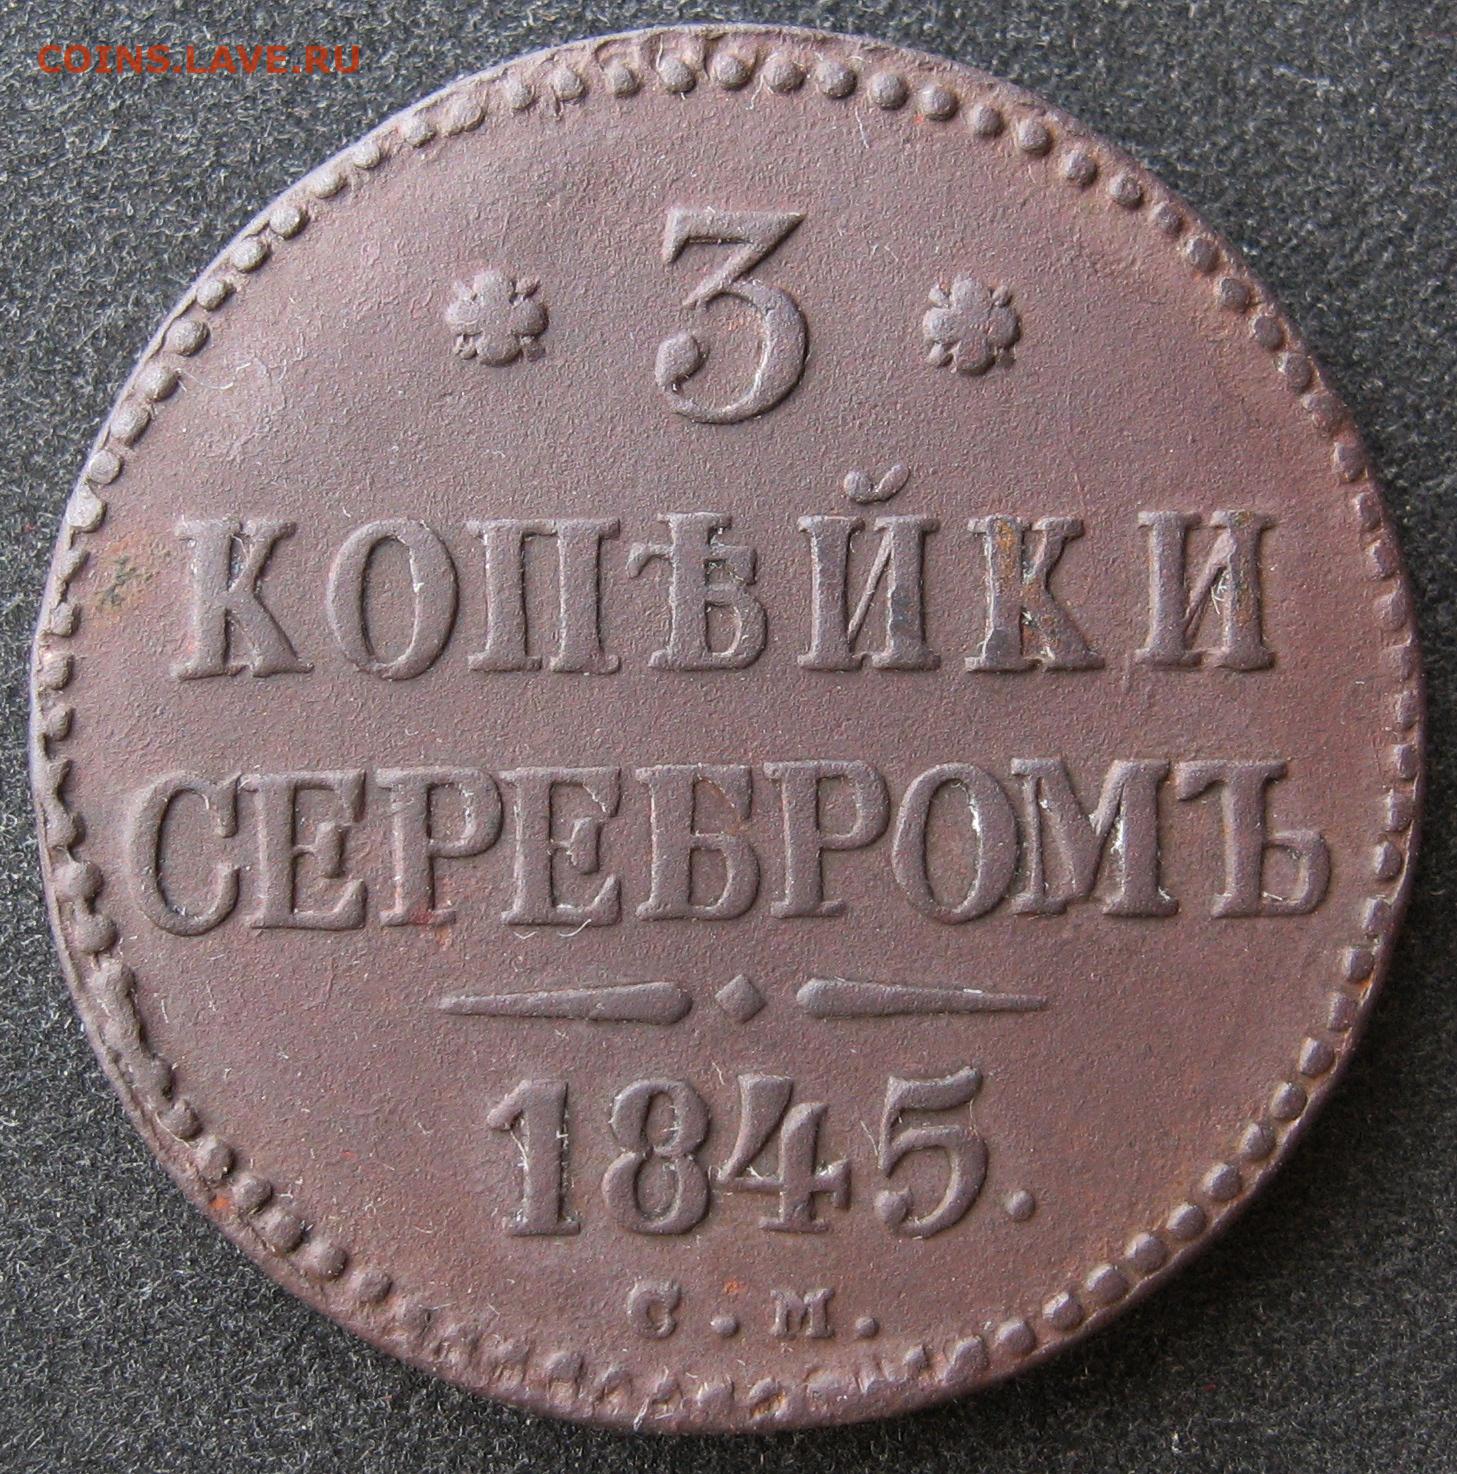 COINS.LAVE.RU
3
КОПѢЙКИ
СЕРЕБРОМЪ
1845.
С.М.